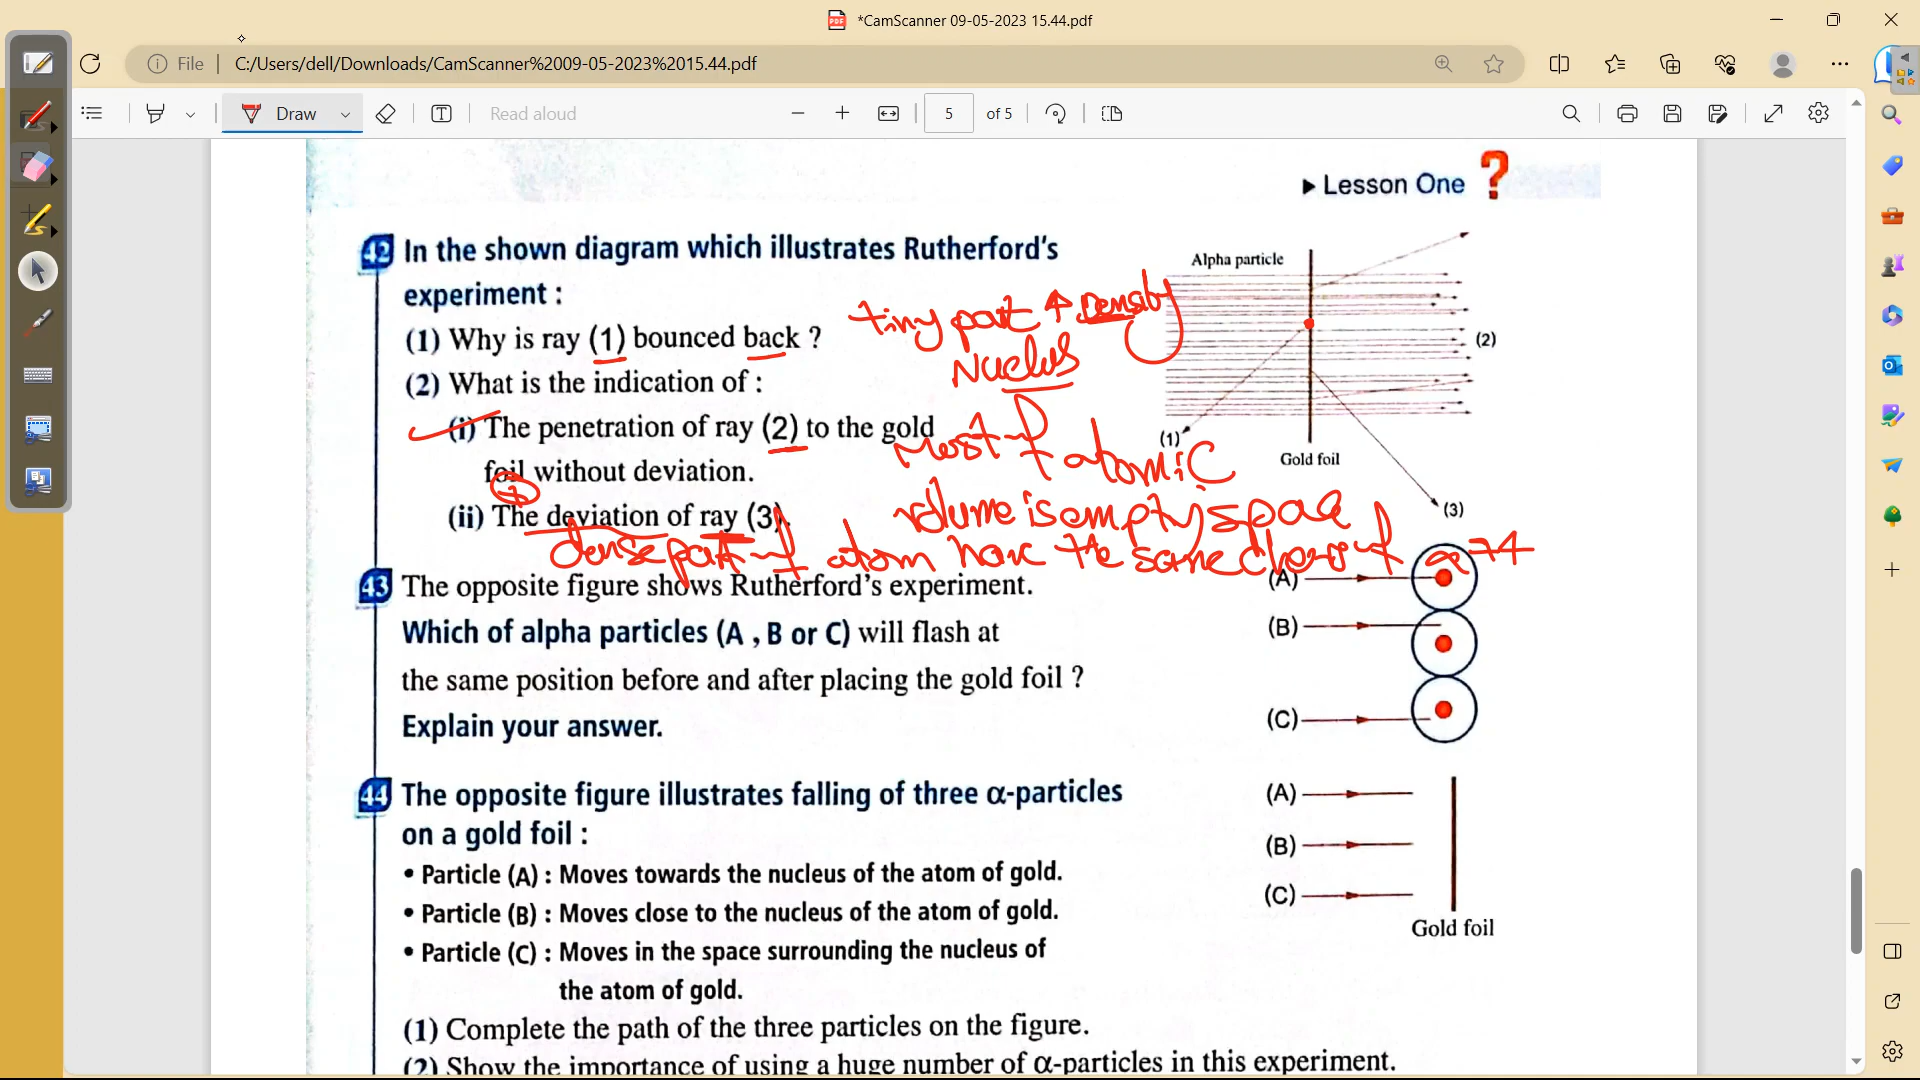 *CamScanner 09-05-2023 15.44.pdf
File
C:/Users/dell/Downloads/CamScanner%2009-05-2023%2015.44.pdf
Draw
Read aloud
5 of 5
Lesson One ?
42 In the shown diagram which illustrates Rutherford's
experiment :
(1) Why is ray (1) bounced back ?
tiny part ↑ Density
Nucleus
(2) What is the indication of :
(i) The penetration of ray (2) to the gold
foil without deviation.
most of atomic
volume is empty space
(ii) The deviation of ray (3).
dense part of atom have the same charge of α
Alpha particle
(2)
(1)
Gold foil
(3)
43 The opposite figure shows Rutherford's experiment.
Which of alpha particles (A , B or C) will flash at
the same position before and after placing the gold foil ?
Explain your answer.
(A)
(B)
(C)
44 The opposite figure illustrates falling of three α-particles
on a gold foil :
• Particle (A) : Moves towards the nucleus of the atom of gold.
• Particle (B) : Moves close to the nucleus of the atom of gold.
• Particle (C) : Moves in the space surrounding the nucleus of
the atom of gold.
(A)
(B)
(C)
Gold foil
(1) Complete the path of the three particles on the figure.
(2) Show the importance of using a huge number of α-particles in this experiment.